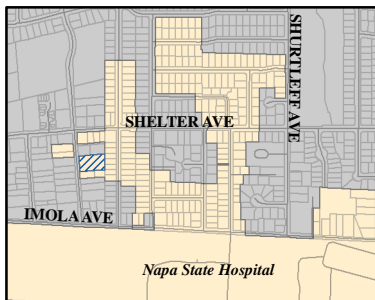 SHURTLEFF AVE
SHELTER AVE
IMOLA AVE
Napa State Hospital